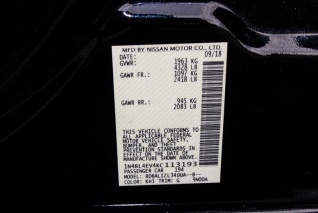 MFD BY NISSAN MOTOR CO., LTD.
09/18
GVWR: 1963 KG
4328 LB
GAWR FR: 1097 KG
2418 LB
GAWR RR: 945 KG
2083 LB
THIS VEHICLE CONFORMS TO
ALL APPLICABLE FEDERAL MOTOR
VEHICLE SAFETY, BUMPER, AND
THEFT PREVENTION STANDARDS
IN EFFECT ON THE DATE OF
MANUFACTURE SHOWN ABOVE.
1N4BL4EV4KC113193
PASSENGER CAR
MODEL:
COLOR: KH3 TRIM: G